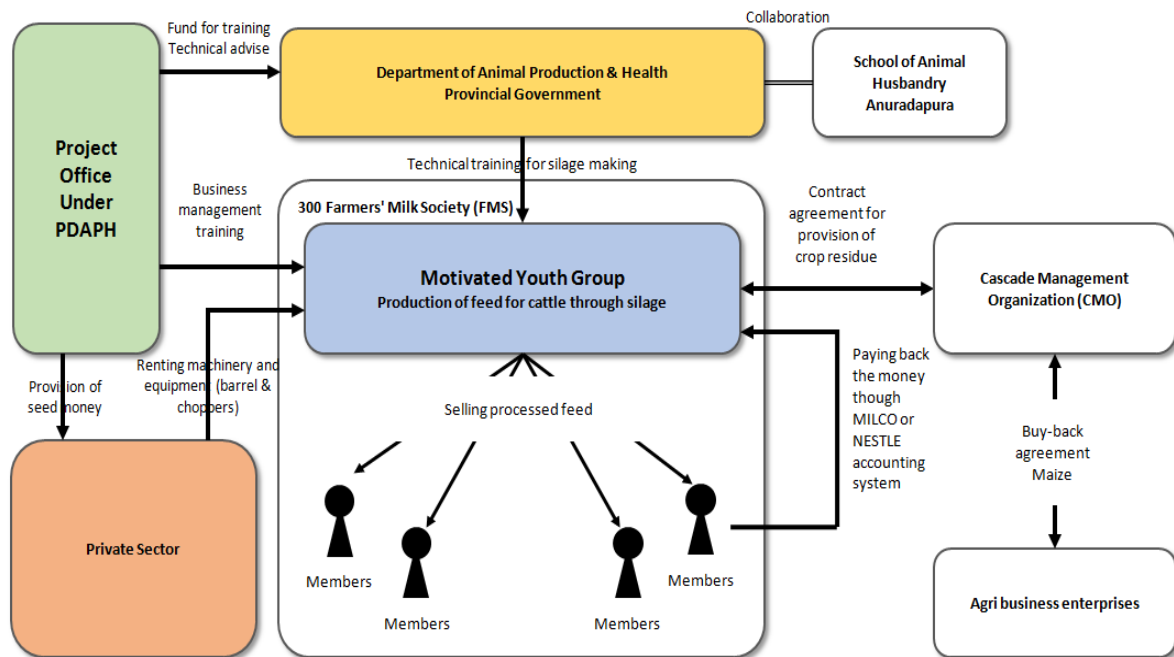 Fund for training
Technical advise
Collaboration
Project
Office
Under
PDAPH
Department of Animal Production & Health
Provincial Government
School of Animal
Husbandry
Anuradapura
Technical training for silage making
Business
management
training
300 Farmers' Milk Society (FMS)
Motivated Youth Group
Production of feed for cattle through silage
Contract
agreement for
provision of
crop residue
Cascade Management
Organization (CMO)
Provision of
seed money
Renting machinery and
equipment (barrel &
choppers)
Selling processed feed
Paying back
the money
though
MILCO or
NESTLE
accounting
system
Buy-back
agreement
Maize
Private Sector
Members
Members
Members
Members
Agri business enterprises